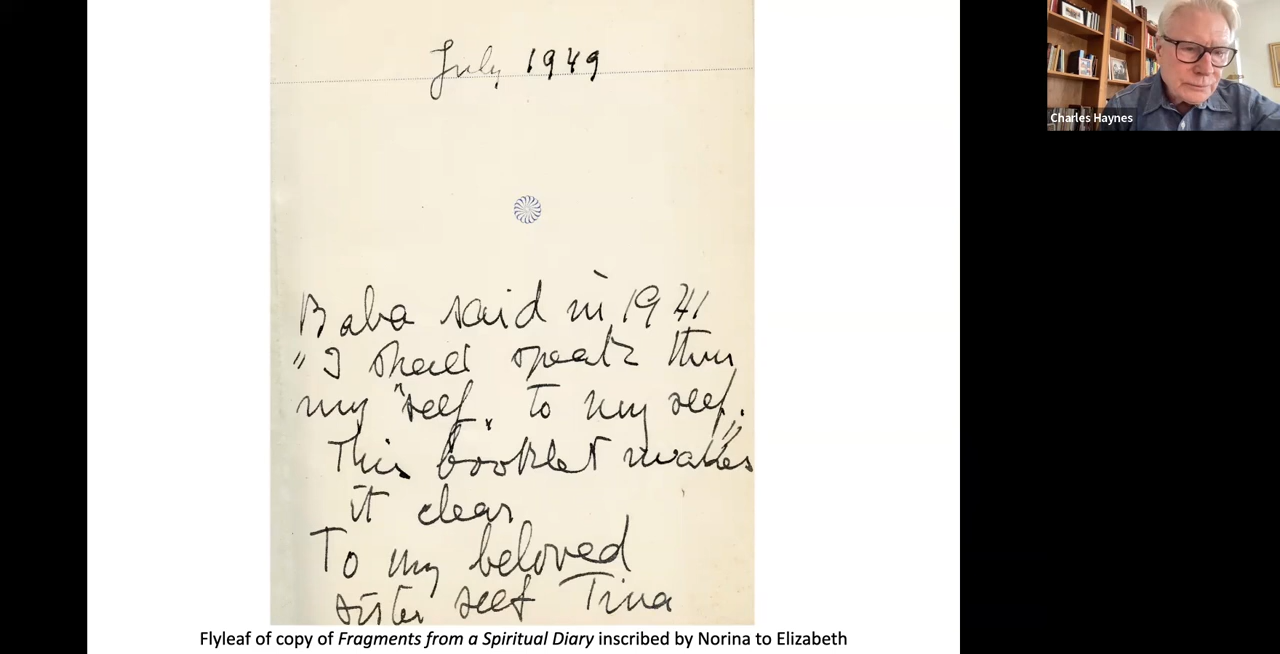 July 1949
Baba said in 1941
"I shall speak thru
my "self" to my self."
This booklet makes
it clear
To my beloved
sister self Tina
Flyleaf of copy of Fragments from a Spiritual Diary inscribed by Norina to Elizabeth
Charles Haynes